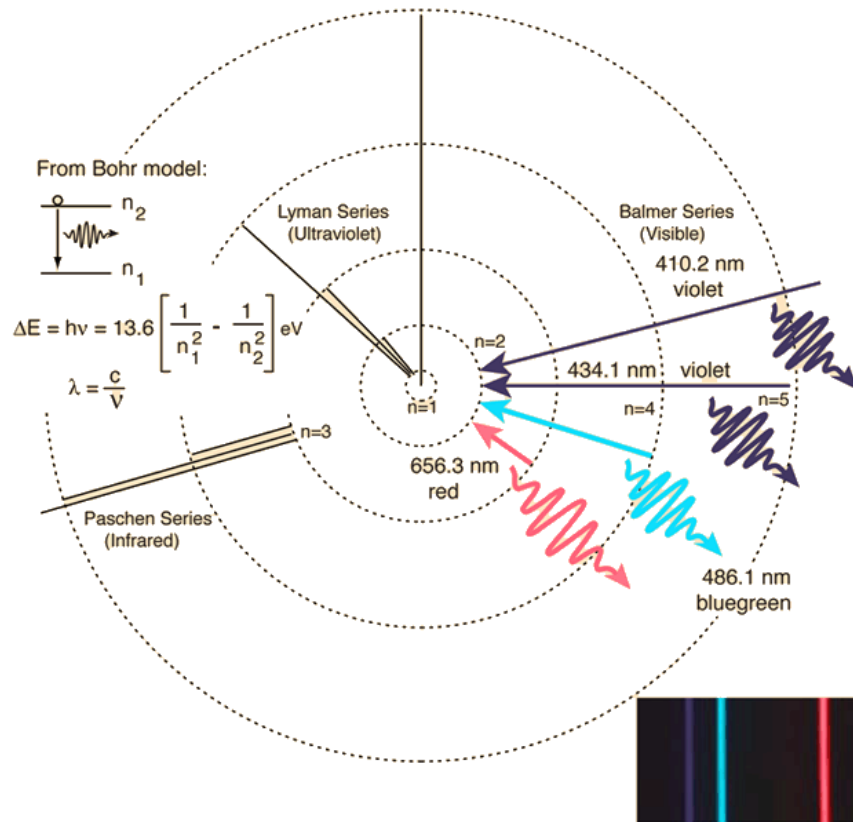 From Bohr model:
n₂
n₁
ΔE = hν = 13.6 [ 1/n₁² - 1/n₂² ] eV
λ = c/ν
Lyman Series
(Ultraviolet)
Balmer Series
(Visible)
410.2 nm
violet
n=2
434.1 nm violet
n=1
n=4
n=5
n=3
656.3 nm
red
Paschen Series
(Infrared)
486.1 nm
bluegreen